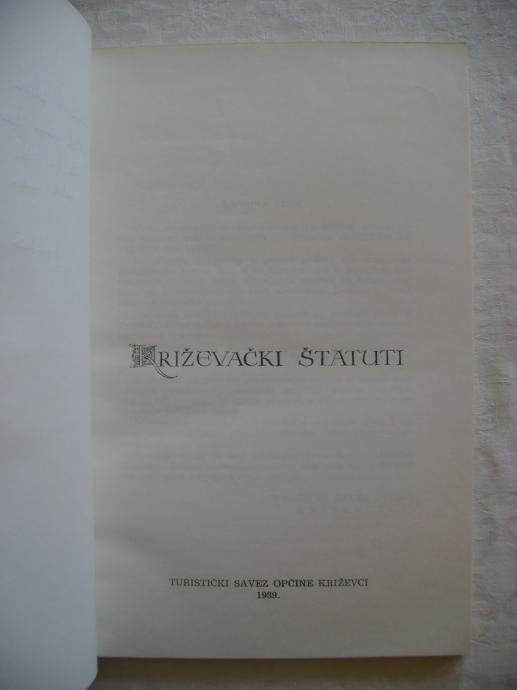 KRIŽEVAČKI ŠTATUTI
TURISTIČKI SAVEZ OPĆINE KRIŽEVCI
1989.